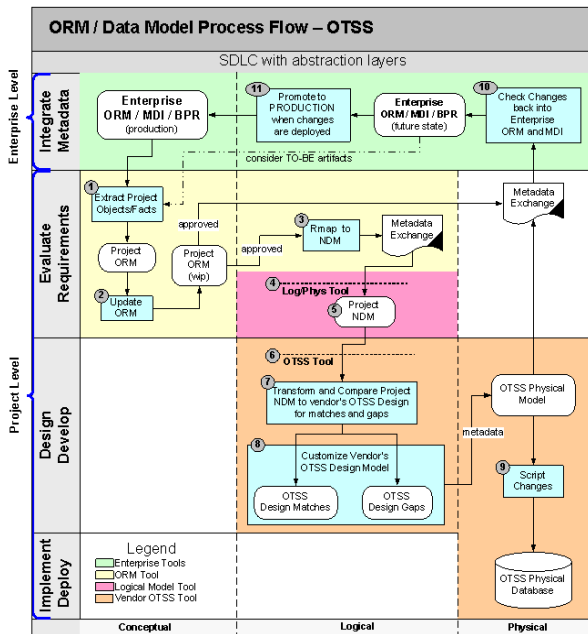 ORM / Data Model Process Flow – OTSS
SDLC with abstraction layers
Enterprise Level
Integrate
Metadata
Enterprise
ORM / MDI / BPR
(production)
11
Promote to
PRODUCTION
when changes
are deployed
Enterprise
ORM / MDI / BPR
(future state)
10
Check Changes
back into
Enterprise
ORM and MDI
consider TO-BE artifacts
Project Level
Evaluate
Requirements
1
Extract Project
Objects/Facts
Project
ORM
2
Update
ORM
approved
Project
ORM
(wip)
approved
3
Rmap to
NDM
Metadata
Exchange
Metadata
Exchange
4
Log/Phys Tool
5
Project
NDM
Design
Develop
6
OTSS Tool
7
Transform and Compare Project
NDM to vendor's OTSS Design
for matches and gaps
8
Customize Vendor's
OTSS Design Model
OTSS
Design Matches
OTSS
Design Gaps
metadata
OTSS Physical
Model
9
Script
Changes
OTSS Physical
Database
Implement
Deploy
Legend
Enterprise Tools
ORM Tool
Logical Model Tool
Vendor OTSS Tool
Conceptual
Logical
Physical